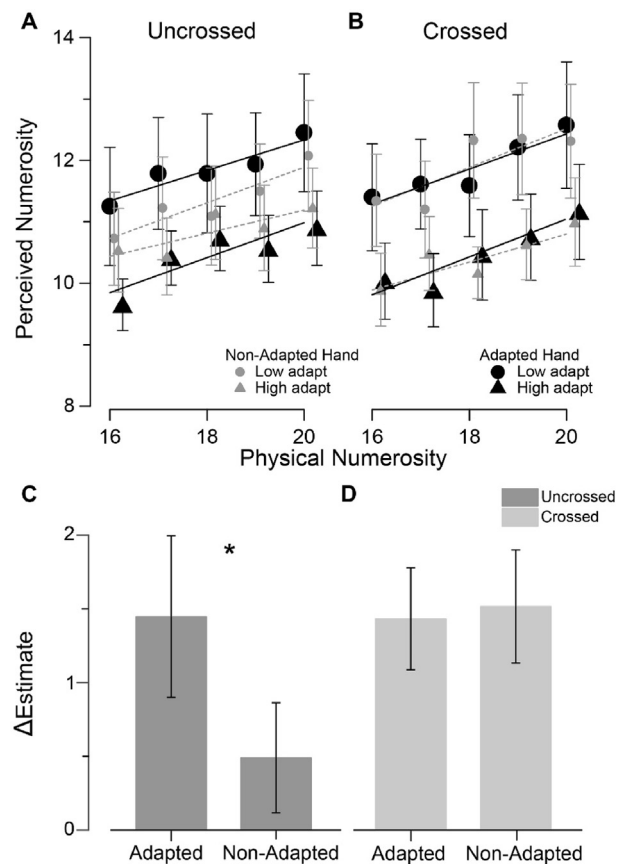 A
Uncrossed
B
Crossed
14
12
10
8
Perceived Numerosity
Non-Adapted Hand
Low adapt
High adapt
Adapted Hand
Low adapt
High adapt
16
18
20
16
18
20
Physical Numerosity
C
D
Uncrossed
Crossed
2
1
0
ΔEstimate
*
Adapted
Non-Adapted
Adapted
Non-Adapted